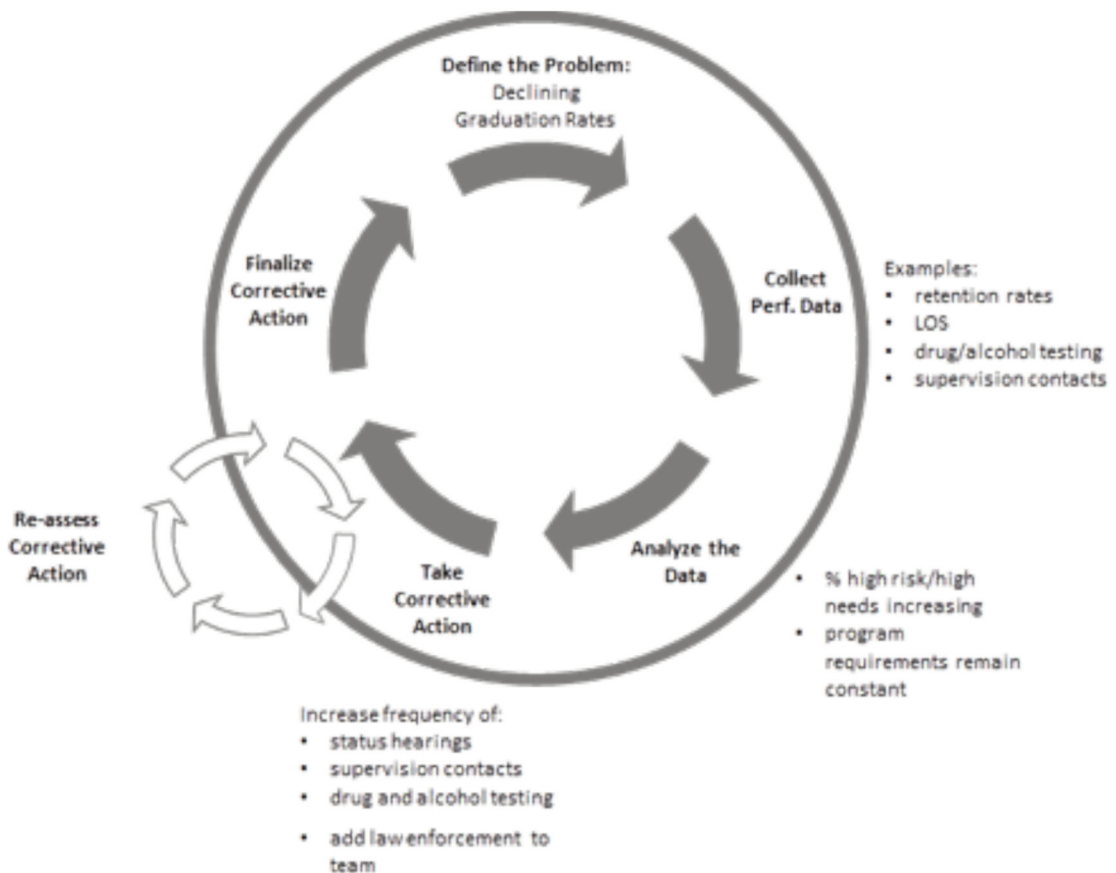 Define the Problem:
Declining
Graduation Rates
Collect
Perf. Data
Examples:
• retention rates
• LOS
• drug/alcohol testing
• supervision contacts
Analyze the
Data
• % high risk/high
needs increasing
• program
requirements remain
constant
Take
Corrective
Action
Increase frequency of:
• status hearings
• supervision contacts
• drug and alcohol testing
• add law enforcement to
team
Re-assess
Corrective
Action
Finalize
Corrective
Action